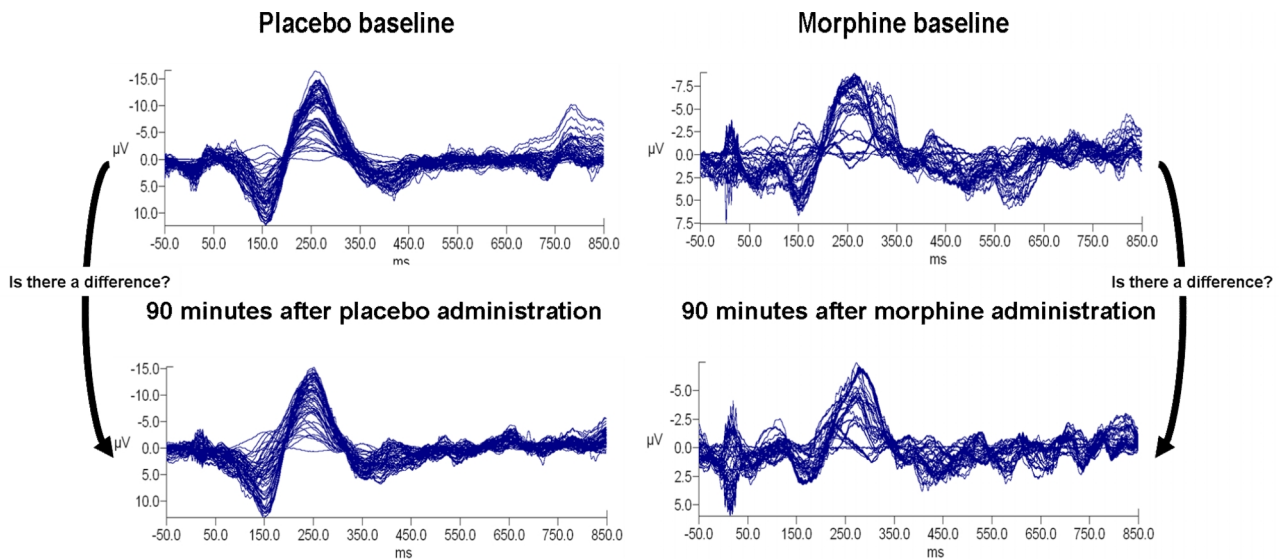 Placebo baseline
Morphine baseline
-15.0
-10.0
-5.0
µV
0.0
5.0
10.0
-50.0 50.0 150.0 250.0 350.0 450.0 550.0 650.0 750.0 850.0
ms
-7.5
-5.0
-2.5
µV
0.0
2.5
5.0
7.5
-50.0 50.0 150.0 250.0 350.0 450.0 550.0 650.0 750.0 850.0
ms
Is there a difference?
Is there a difference?
90 minutes after placebo administration
90 minutes after morphine administration
-15.0
-10.0
-5.0
µV
0.0
5.0
10.0
-50.0 50.0 150.0 250.0 350.0 450.0 550.0 650.0 750.0 850.0
ms
-5.0
-2.5
µV
0.0
2.5
5.0
-50.0 50.0 150.0 250.0 350.0 450.0 550.0 650.0 750.0 850.0
ms